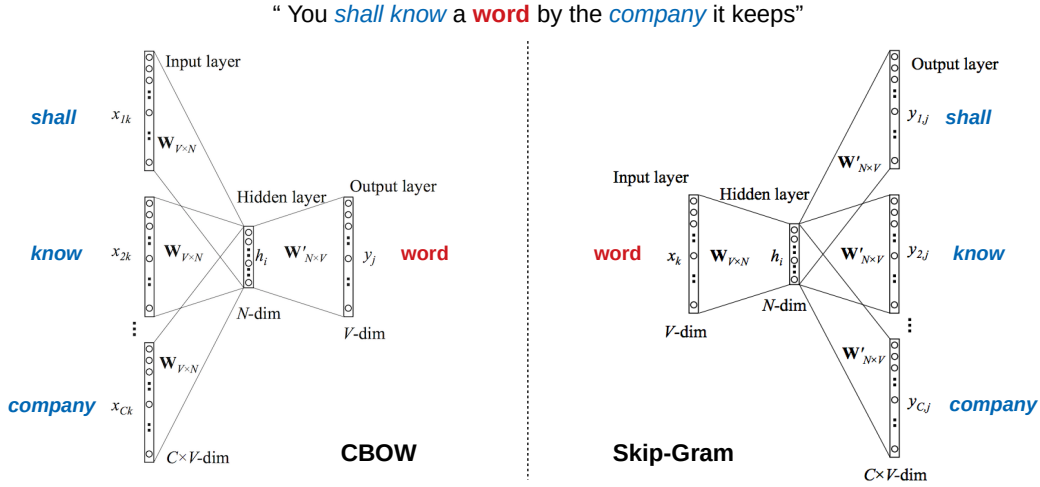 “ You shall know a word by the company it keeps”
Input layer
shall
x1k
WV×N
know
x2k
WV×N
Hidden layer
hi
N-dim
W'N×V
Output layer
yj
word
V-dim
...
WV×N
company
xCk
C×V-dim
CBOW
Input layer
word
xk
WV×N
V-dim
Hidden layer
hi
N-dim
Output layer
W'N×V
y1,j
shall
W'N×V
y2,j
know
...
W'N×V
yC,j
company
C×V-dim
Skip-Gram